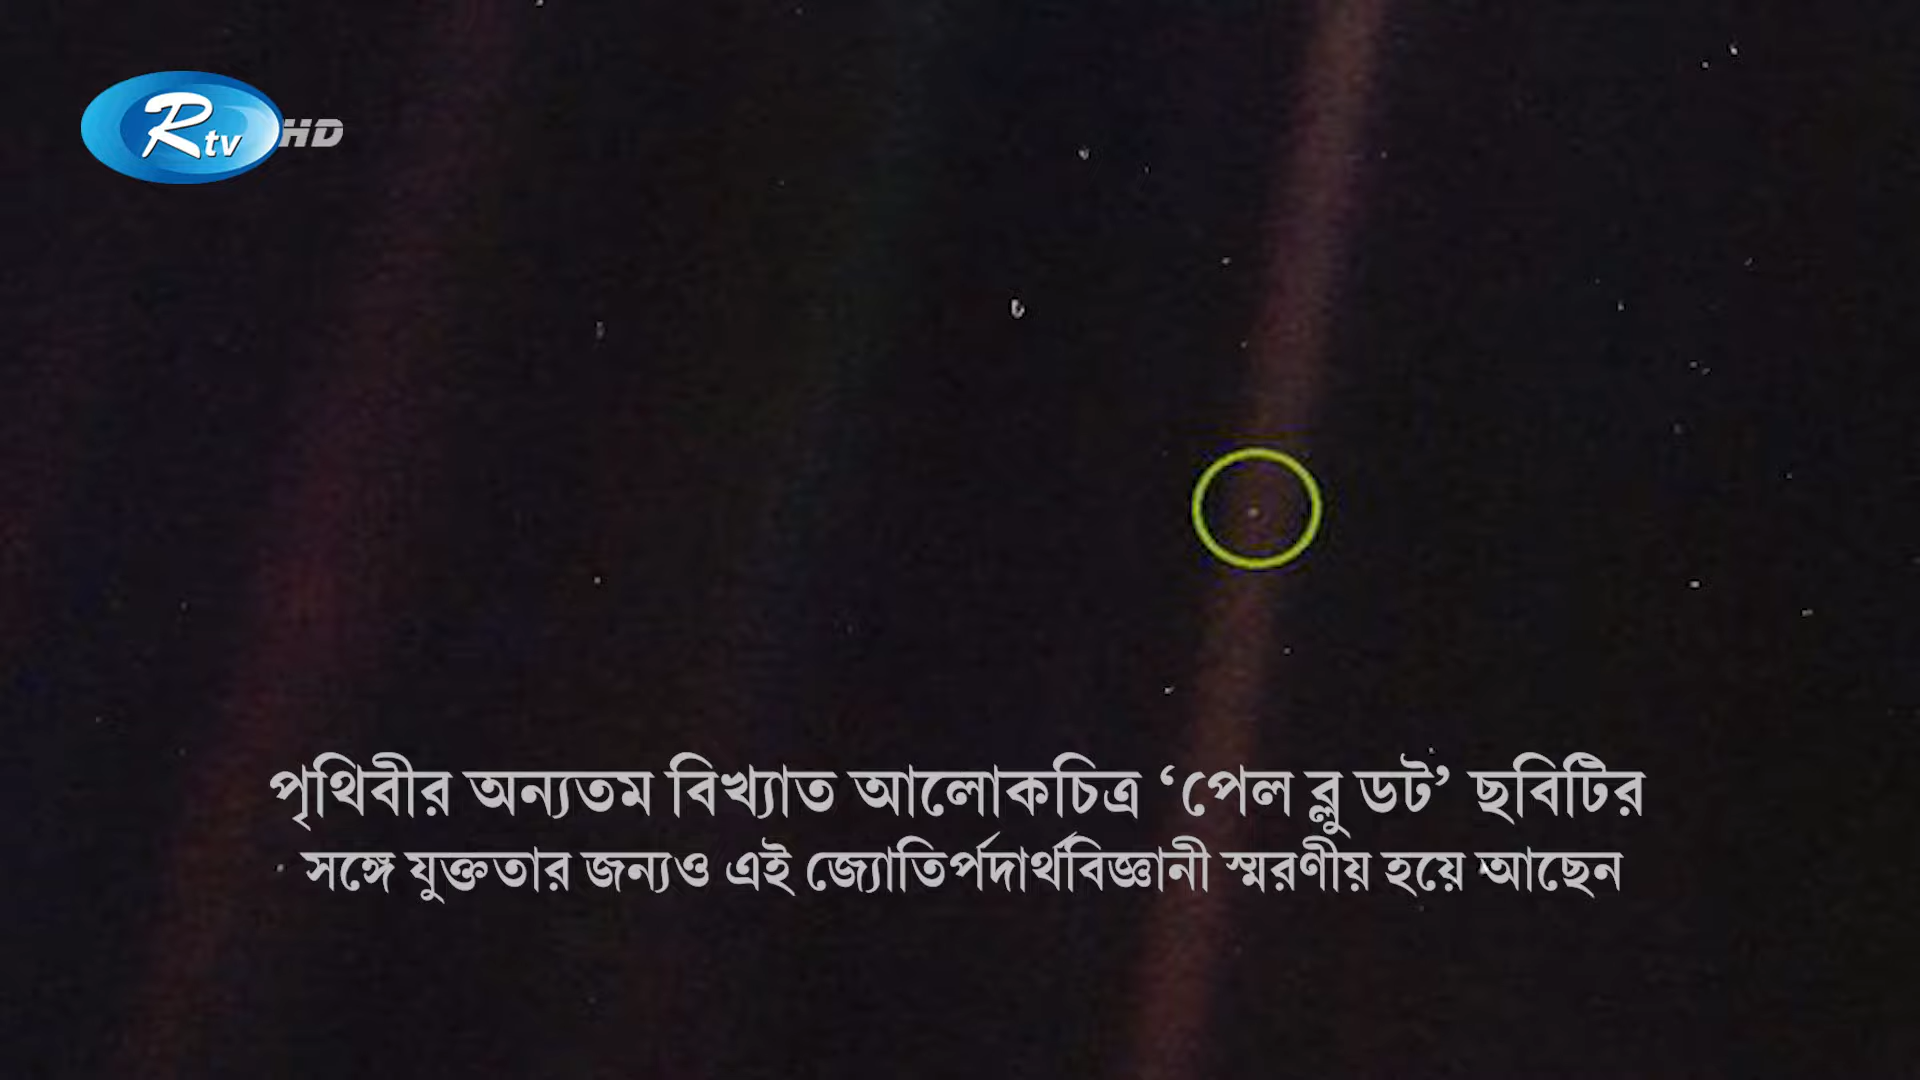 Rtv HD
পৃথিবীর অন্যতম বিখ্যাত আলোকচিত্র ‘পেল ব্লু ডট’ ছবিটির
সঙ্গে যুক্ততার জন্যও এই জ্যোতির্পদার্থবিজ্ঞানী স্মরণীয় হয়ে আছেন